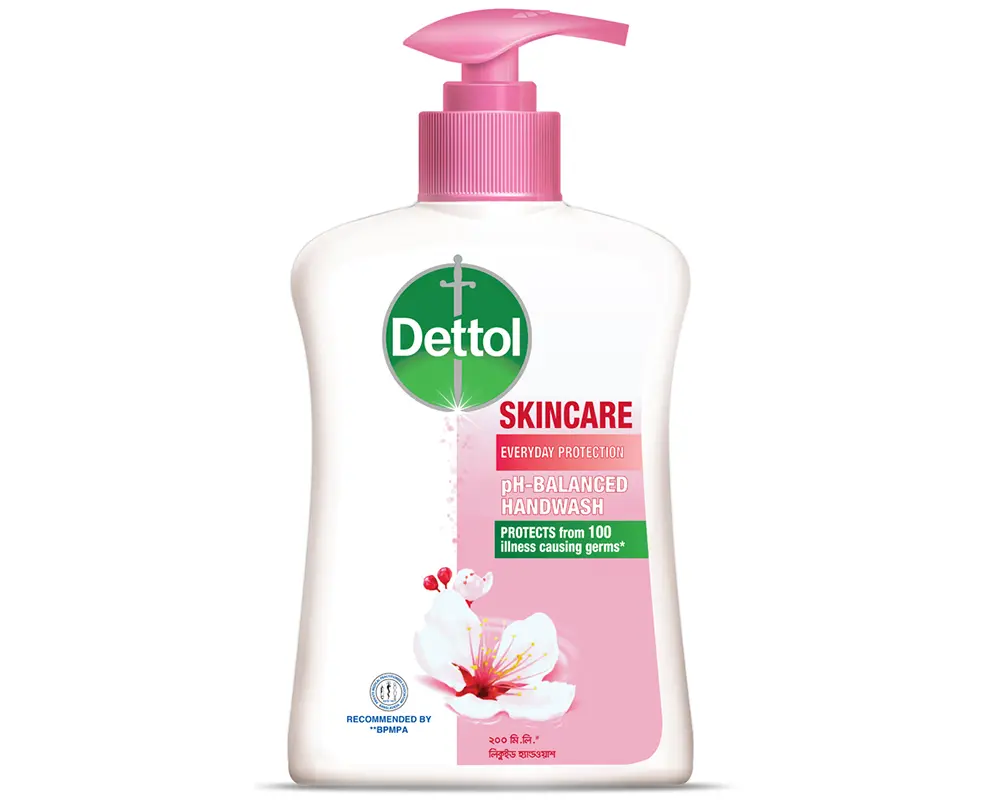 Dettol
SKINCARE
EVERYDAY PROTECTION
pH-BALANCED
HANDWASH
PROTECTS from 100
illness causing germs*
RECOMMENDED BY
**BPMPA
২০০ মি.লি.#
লিকুইড হ্যান্ডওয়াশ